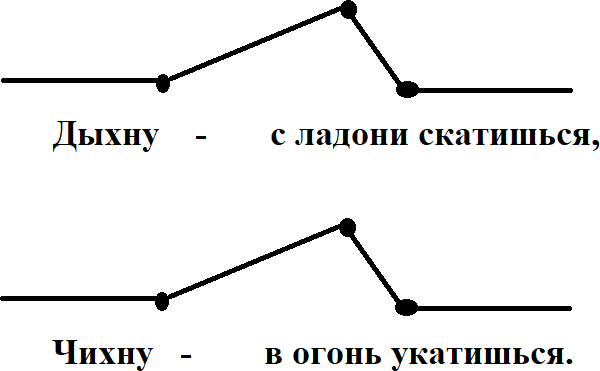 Дыхну - с ладони скатишься,
Чихну - в огонь укатишься.